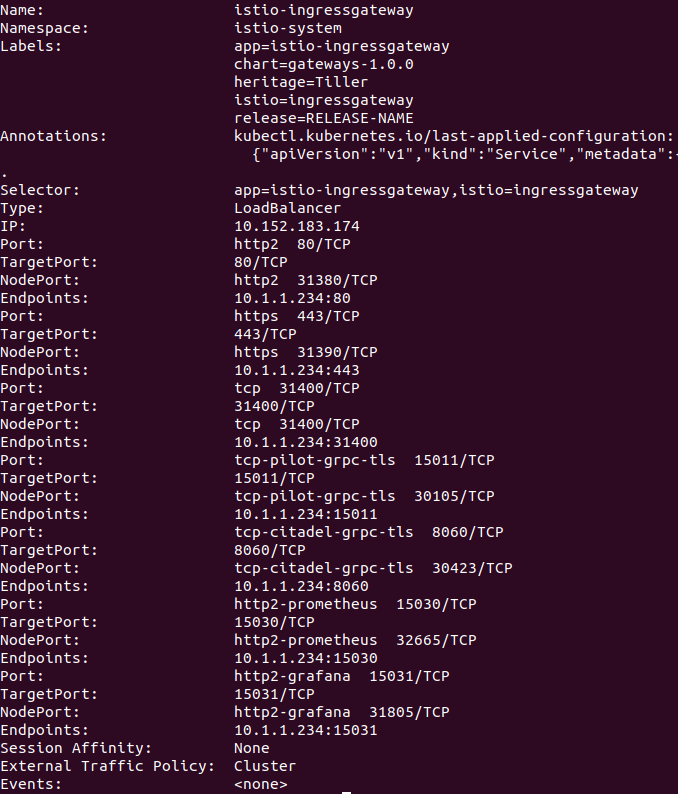 Name: istio-ingressgateway
Namespace: istio-system
Labels: app=istio-ingressgateway
chart=gateways-1.0.0
heritage=Tiller
istio=ingressgateway
release=RELEASE-NAME
Annotations: kubectl.kubernetes.io/last-applied-configuration:
{"apiVersion":"v1","kind":"Service","metadata":{
.
Selector: app=istio-ingressgateway,istio=ingressgateway
Type: LoadBalancer
IP: 10.152.183.174
Port: http2 80/TCP
TargetPort: 80/TCP
NodePort: http2 31380/TCP
Endpoints: 10.1.1.234:80
Port: https 443/TCP
TargetPort: 443/TCP
NodePort: https 31390/TCP
Endpoints: 10.1.1.234:443
Port: tcp 31400/TCP
TargetPort: 31400/TCP
NodePort: tcp 31400/TCP
Endpoints: 10.1.1.234:31400
Port: tcp-pilot-grpc-tls 15011/TCP
TargetPort: 15011/TCP
NodePort: tcp-pilot-grpc-tls 30105/TCP
Endpoints: 10.1.1.234:15011
Port: tcp-citadel-grpc-tls 8060/TCP
TargetPort: 8060/TCP
NodePort: tcp-citadel-grpc-tls 30423/TCP
Endpoints: 10.1.1.234:8060
Port: http2-prometheus 15030/TCP
TargetPort: 15030/TCP
NodePort: http2-prometheus 32665/TCP
Endpoints: 10.1.1.234:15030
Port: http2-grafana 15031/TCP
TargetPort: 15031/TCP
NodePort: http2-grafana 31805/TCP
Endpoints: 10.1.1.234:15031
Session Affinity: None
External Traffic Policy: Cluster
Events: <none>